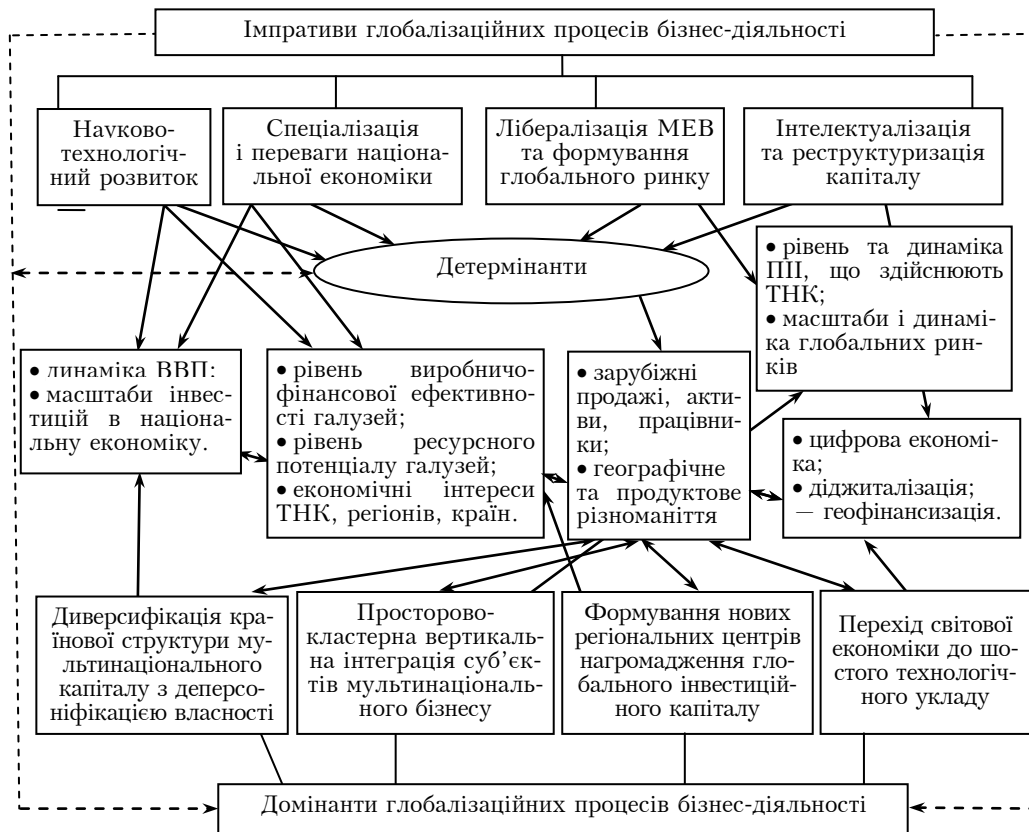 Імпративи глобалізаційних процесів бізнес-діяльності
Науково-
технологіч-
ний розвиток
Спеціалізація
і переваги націона-
льної економіки
Лібералізація МЕВ
та формування
глобального ринку
Інтелектуалізація
та реструктуризація
капіталу
Детермінанти
• рівень та динаміка
ПІІ, що здійснюють
ТНК;
• масштаби і динамі-
ка глобальних рин-
ків
• динаміка ВВП;
• масштаби інвес-
тицій в націона-
льну економіку.
• рівень виробничо-
фінансової ефективно-
сті галузей;
• рівень ресурсного
потенціалу галузей;
• економічні інтереси
ТНК, регіонів, країн.
• зарубіжні
продажі, акти-
ви, працівни-
ки;
• географічне
та продуктове
різноманіття
• цифрова економі-
ка;
• діджиталізація;
— геофінансизація.
Диверсифікація кра-
їнової структури му-
льтинаціонального
капіталу з деперсо-
ніфікацією власності
Просторово-
кластерна вертикаль-
на інтеграція суб’єк-
тів мультинаціональ-
ного бізнесу
Формування нових
регіональних центрів
нагромадження гло-
бального інвестицій-
ного капіталу
Перехід світової
економіки до шо-
стого технологіч-
ного укладу
Домінанти глобалізаційних процесів бізнес-діяльності